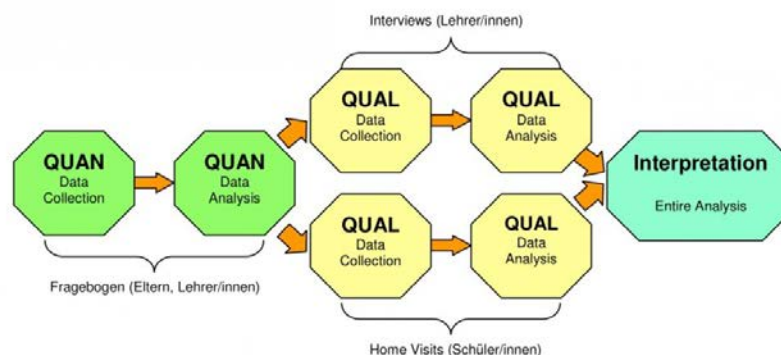 Interviews (Lehrer/innen)
QUAL
Data
Collection
QUAL
Data
Analysis
QUAN
Data
Collection
QUAN
Data
Analysis
Interpretation
Entire Analysis
QUAL
Data
Collection
QUAL
Data
Analysis
Fragebogen (Eltern, Lehrer/innen)
Home Visits (Schüler/innen)